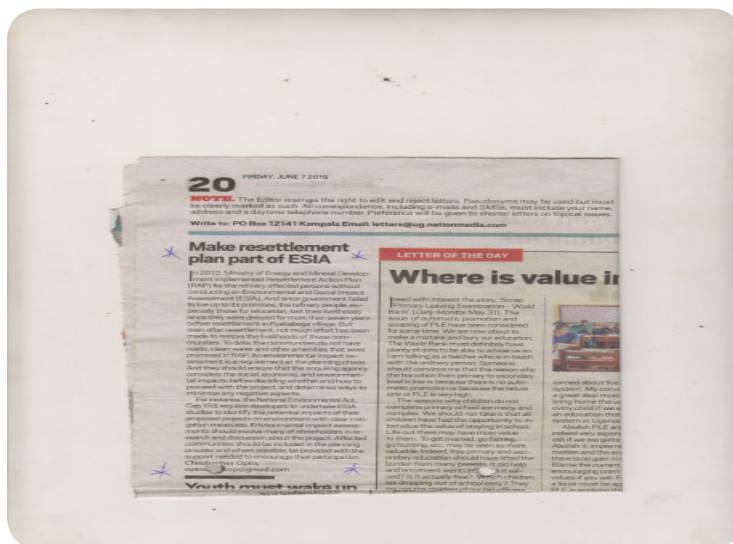 20
FRIDAY, JUNE 7 2019
NOTE. The Editor reserves the right to edit and reject letters. Pseudonyms may be used but must
be clearly marked as such. All correspondence, including e-mails and SMSs, must include your name,
address and a daytime telephone number. Preference will be given to shorter letters on topical issues.
Write to: PO Box 12141 Kampala Email: letters@ug.nationmedia.com
Make resettlement
plan part of ESIA
In 2012, Ministry of Energy and Mineral Develop-
ment implemented Resettlement Action Plan
(RAP) for the refinery affected persons without
conducting an Environmental and Social Impact
Assessment (ESIA). And since government failed
to live up to its promises, the refinery people, es-
pecially those for relocation, lost their livelihoods
since they were delayed for more than seven years
before resettlement in Kyakaboga village. But
even after resettlement, not much effort has been
made to restore the livelihoods of those com-
munities. To date, the communities do not have
roads, clean water and other amenities that were
promised in RAP. An environmental impact as-
sessment is a requirement at the planning phase.
And they should ensure that the acquiring agency
considers the social, economic, and environmen-
tal impacts before deciding whether and how to
proceed with the project, and determines ways to
minimise any negative aspects.
For instance, the National Environmental Act,
Cap 153, requires developers to undertake ESIA
studies to identify the potential impacts of their
proposed projects on environment with clear miti-
gation measures. Environmental impact assess-
ments should involve many of stakeholders in re-
search and discussion about the project. Affected
communities should be included in the planning
process and where possible, be provided with the
support needed to encourage their participation.
Christopher Opio,
@gmail.com
Youth must wake up
LETTER OF THE DAY
Where is value in
I read with interest the story, 'Scrap
Primary Leaving Examination - World
Bank' (Daily Monitor May 31). The
issue of automatic promotion and
scraping of PLE have been considered
for some time. We are now about to
make a mistake and bury our education.
The World Bank must definitely have
plenty of data to be able to advise us so.
I am talking as a teacher who is in touch
with the ordinary person. Someone
should convince me that the reason why
the transition from primary to secondary
level is low is because there is no auto-
matic promotion or because the failure
rate of PLE is very high.
The reasons why children do not
complete primary school are many and
complex. We should not take it that all
children have had the opportunity to in-
ternalise the value of staying in school.
Life out there may have more value
to them. To get married, go fishing,
go hunting, etc. may be seen as more
valuable. Indeed, free primary and sec-
ondary education should have lifted the
burden from many parents. It did help
and enrolment went up. Is it val-
ued? Is it actually free? Which children
are dropping out of school early? They
system in Uganda
Abolish PLE